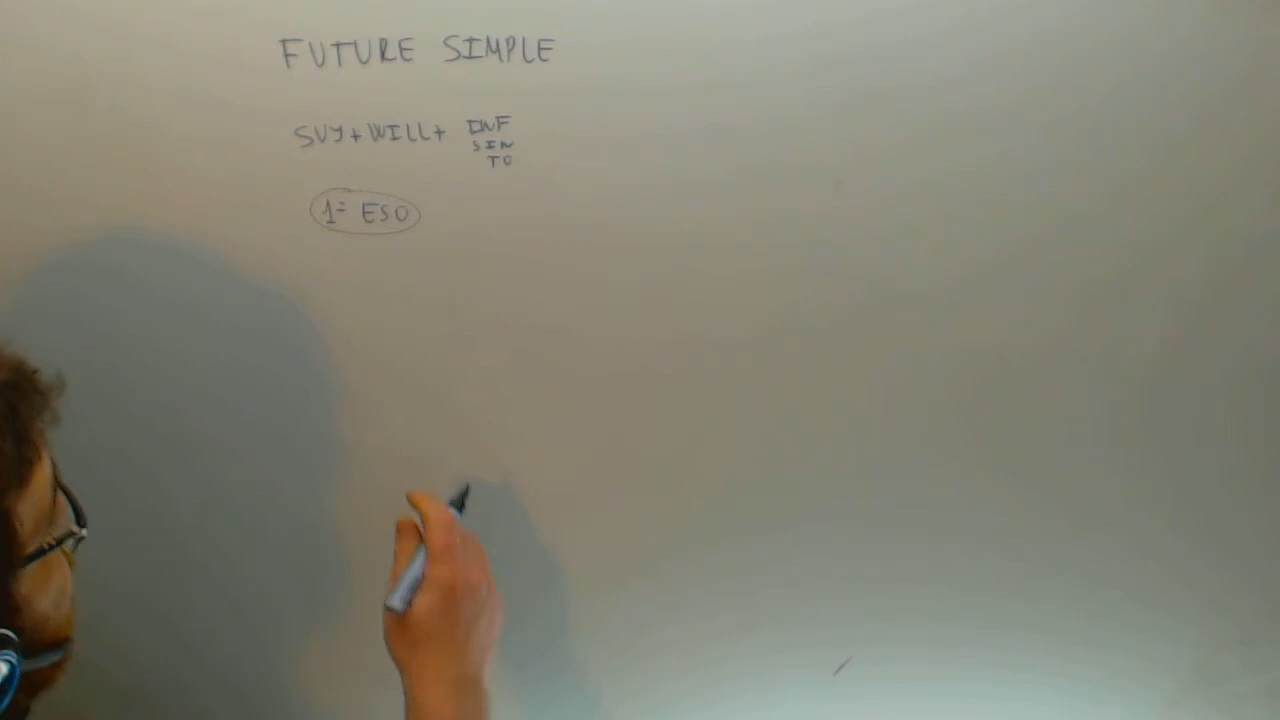 FUTURE SIMPLE
SUJ+WILL+ INF
SIN
TO
1º ESO